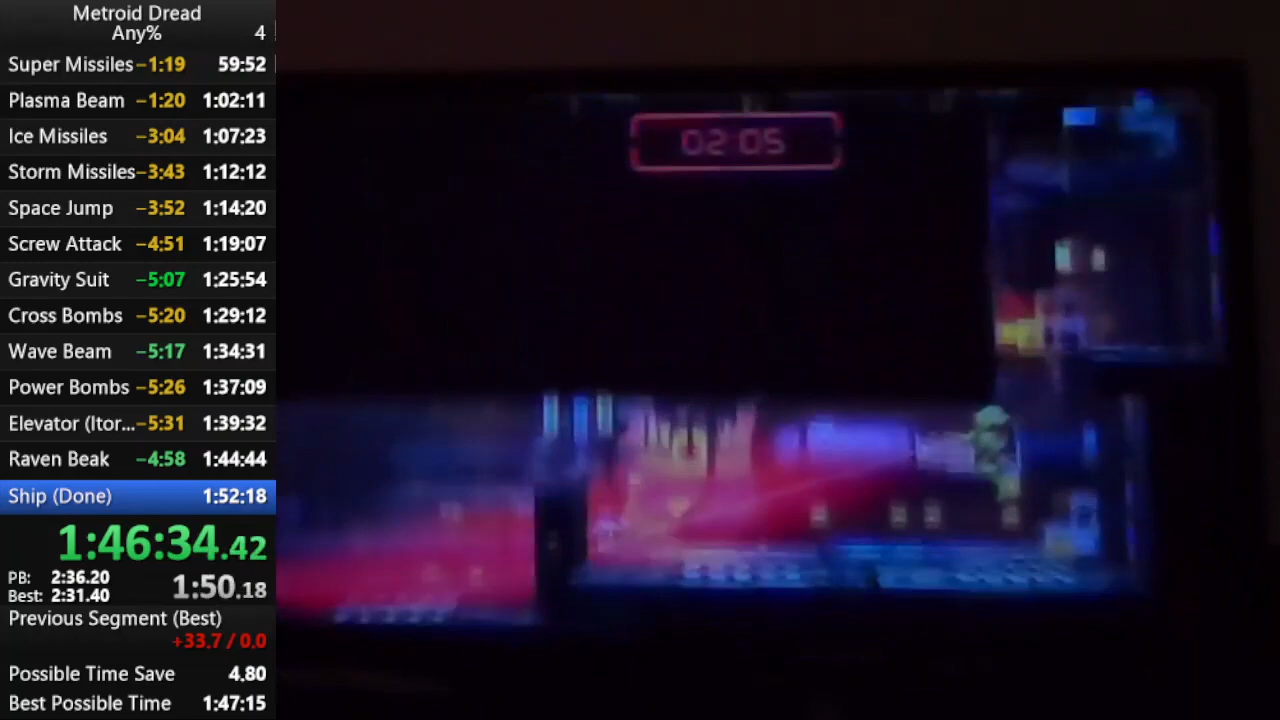 Metroid Dread
Any% 4
Super Missiles -1:19 59:52
Plasma Beam -1:20 1:02:11
Ice Missiles -3:04 1:07:23
Storm Missiles -3:43 1:12:12
Space Jump -3:52 1:14:20
Screw Attack -4:51 1:19:07
Gravity Suit -5:07 1:25:54
Cross Bombs -5:20 1:29:12
Wave Beam -5:17 1:34:31
Power Bombs -5:26 1:37:09
Elevator (Itor... -5:31 1:39:32
Raven Beak -4:58 1:44:44
Ship (Done) 1:52:18
1:46:34.42
PB: 2:36.20
Best: 2:31.40
1:50.18
Previous Segment (Best)
+33.7 / 0.0
Possible Time Save 4.80
Best Possible Time 1:47:15
02:05